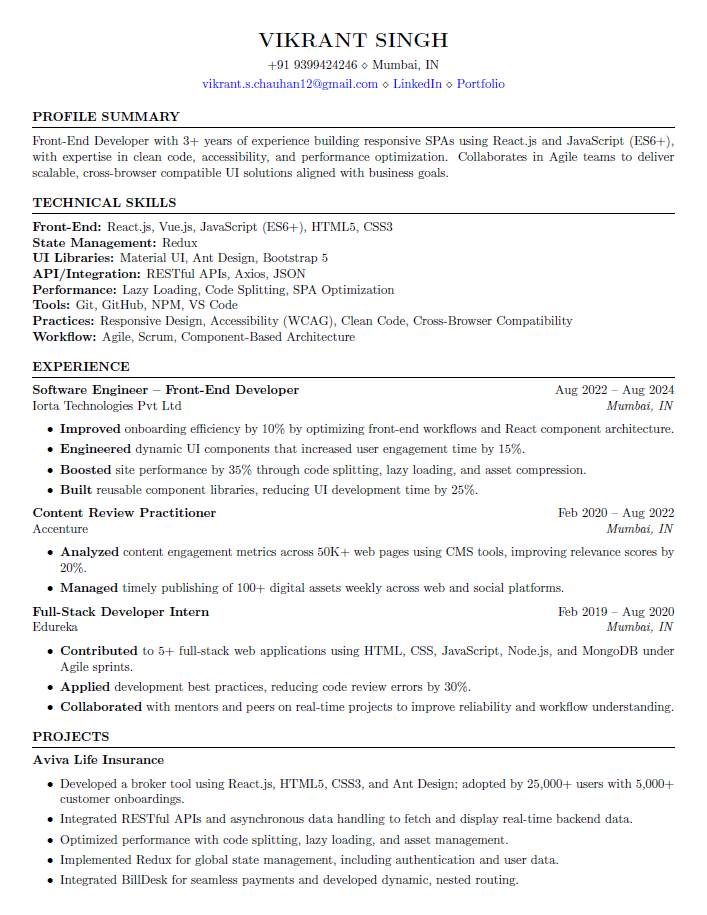 VIKRANT SINGH
+91 9399424246 ⋄ Mumbai, IN
vikrant.s.chauhan12@gmail.com ⋄ LinkedIn ⋄ Portfolio
PROFILE SUMMARY
Front-End Developer with 3+ years of experience building responsive SPAs using React.js and JavaScript (ES6+),
with expertise in clean code, accessibility, and performance optimization. Collaborates in Agile teams to deliver
scalable, cross-browser compatible UI solutions aligned with business goals.
TECHNICAL SKILLS
Front-End: React.js, Vue.js, JavaScript (ES6+), HTML5, CSS3
State Management: Redux
UI Libraries: Material UI, Ant Design, Bootstrap 5
API/Integration: RESTful APIs, Axios, JSON
Performance: Lazy Loading, Code Splitting, SPA Optimization
Tools: Git, GitHub, NPM, VS Code
Practices: Responsive Design, Accessibility (WCAG), Clean Code, Cross-Browser Compatibility
Workflow: Agile, Scrum, Component-Based Architecture
EXPERIENCE
Software Engineer – Front-End Developer Aug 2022 – Aug 2024
Iorta Technologies Pvt Ltd Mumbai, IN
• Improved onboarding efficiency by 10% by optimizing front-end workflows and React component architecture.
• Engineered dynamic UI components that increased user engagement time by 15%.
• Boosted site performance by 35% through code splitting, lazy loading, and asset compression.
• Built reusable component libraries, reducing UI development time by 25%.
Content Review Practitioner Feb 2020 – Aug 2022
Accenture Mumbai, IN
• Analyzed content engagement metrics across 50K+ web pages using CMS tools, improving relevance scores by
20%.
• Managed timely publishing of 100+ digital assets weekly across web and social platforms.
Full-Stack Developer Intern Feb 2019 – Aug 2020
Edureka Mumbai, IN
• Contributed to 5+ full-stack web applications using HTML, CSS, JavaScript, Node.js, and MongoDB under
Agile sprints.
• Applied development best practices, reducing code review errors by 30%.
• Collaborated with mentors and peers on real-time projects to improve reliability and workflow understanding.
PROJECTS
Aviva Life Insurance
• Developed a broker tool using React.js, HTML5, CSS3, and Ant Design; adopted by 25,000+ users with 5,000+
customer onboardings.
• Integrated RESTful APIs and asynchronous data handling to fetch and display real-time backend data.
• Optimized performance with code splitting, lazy loading, and asset management.
• Implemented Redux for global state management, including authentication and user data.
• Integrated BillDesk for seamless payments and developed dynamic, nested routing.